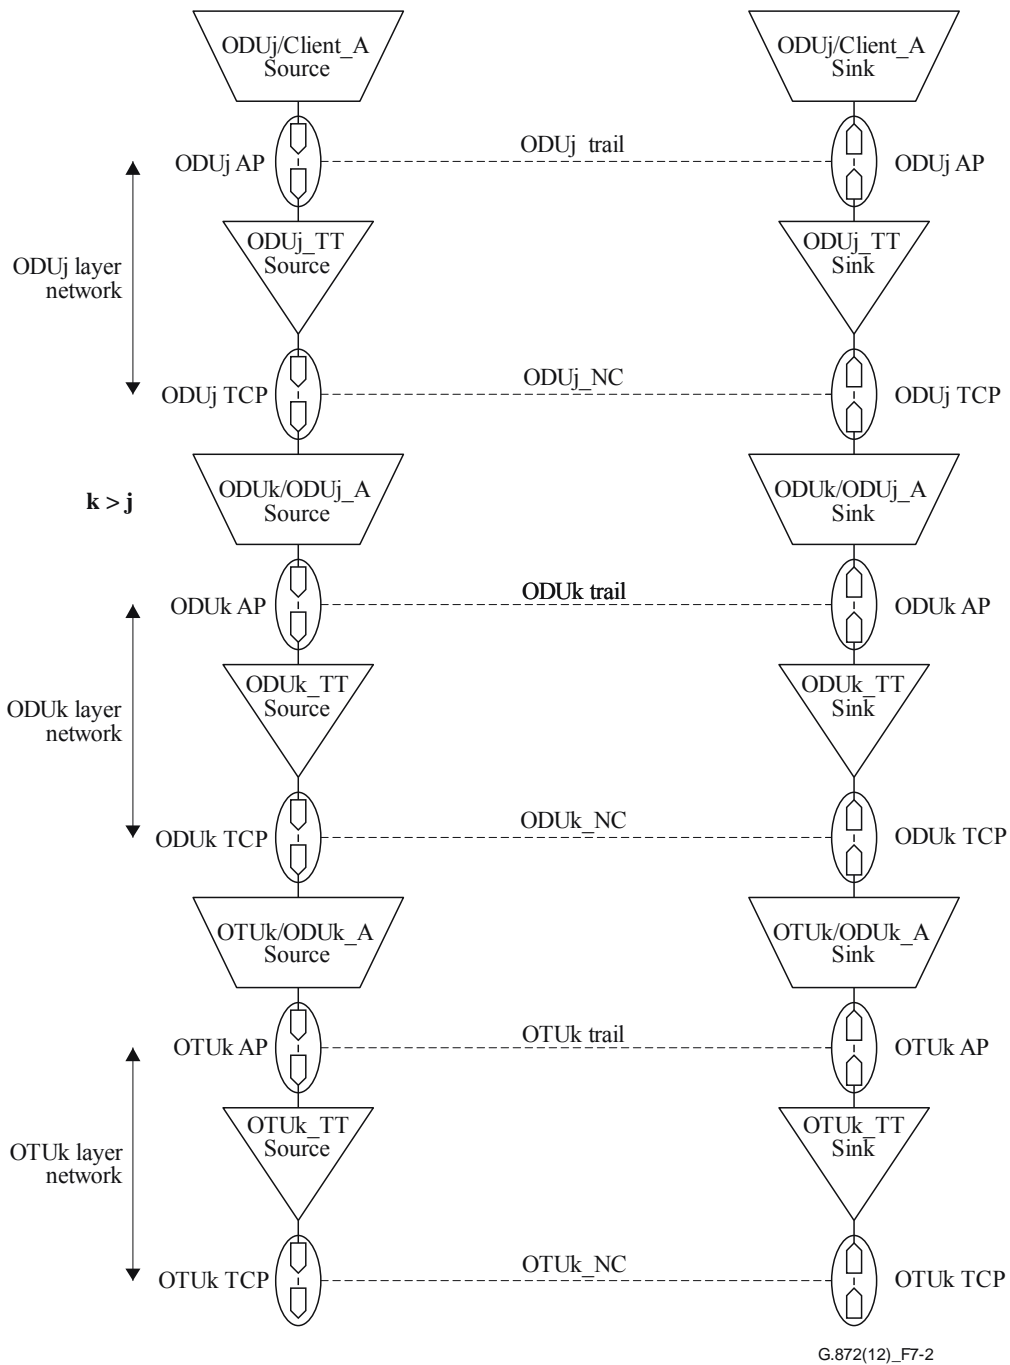 ODUj/Client_A
Source
ODUj/Client_A
Sink
ODUj AP
ODUj trail
ODUj AP
ODUj_TT
Source
ODUj_TT
Sink
ODUj layer
network
ODUj TCP
ODUj_NC
ODUj TCP
k > j
ODUk/ODUj_A
Source
ODUk/ODUj_A
Sink
ODUk AP
ODUk trail
ODUk AP
ODUk_TT
Source
ODUk_TT
Sink
ODUk layer
network
ODUk TCP
ODUk_NC
ODUk TCP
OTUk/ODUk_A
Source
OTUk/ODUk_A
Sink
OTUk AP
OTUk trail
OTUk AP
OTUk_TT
Source
OTUk_TT
Sink
OTUk layer
network
OTUk TCP
OTUk_NC
OTUk TCP
G.872(12)_F7-2